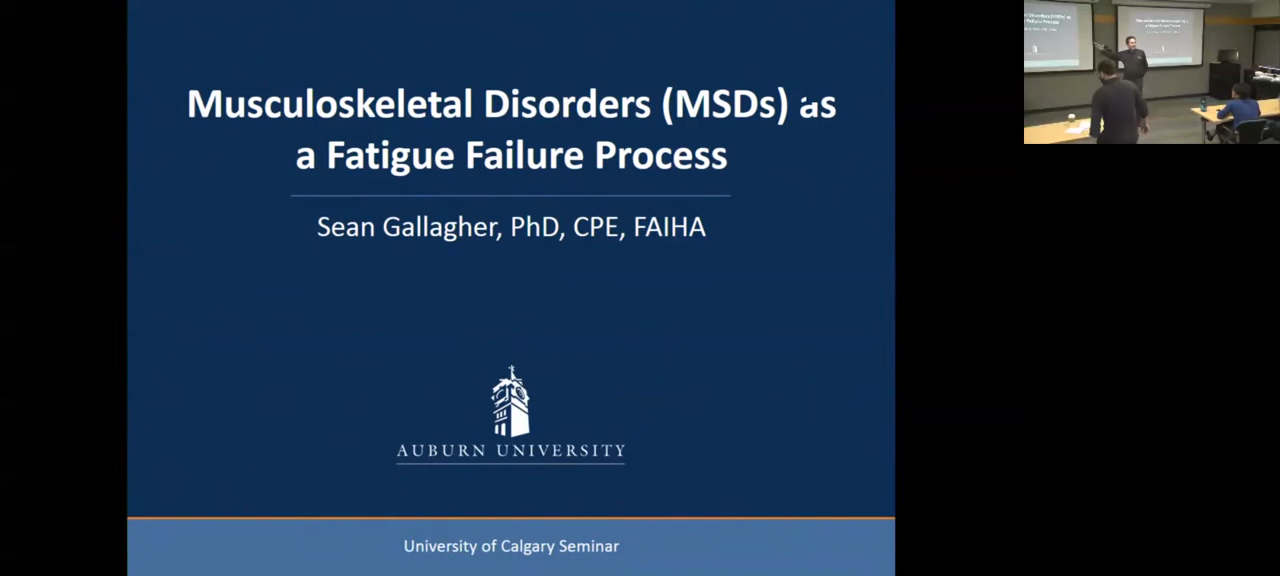 Musculoskeletal Disorders (MSDs) as
a Fatigue Failure Process
Sean Gallagher, PhD, CPE, FAIHA
AUBURN UNIVERSITY
University of Calgary Seminar